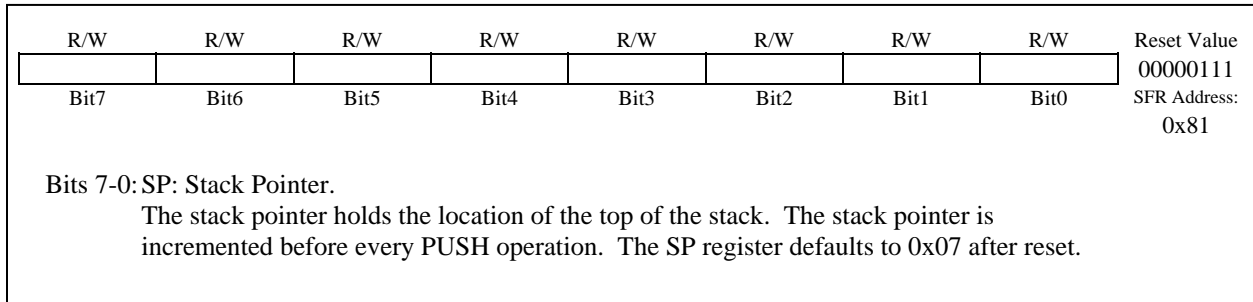 R/W R/W R/W R/W R/W R/W R/W R/W Reset Value
00000111
Bit7 Bit6 Bit5 Bit4 Bit3 Bit2 Bit1 Bit0 SFR Address:
0x81
Bits 7-0: SP: Stack Pointer.
The stack pointer holds the location of the top of the stack. The stack pointer is
incremented before every PUSH operation. The SP register defaults to 0x07 after reset.